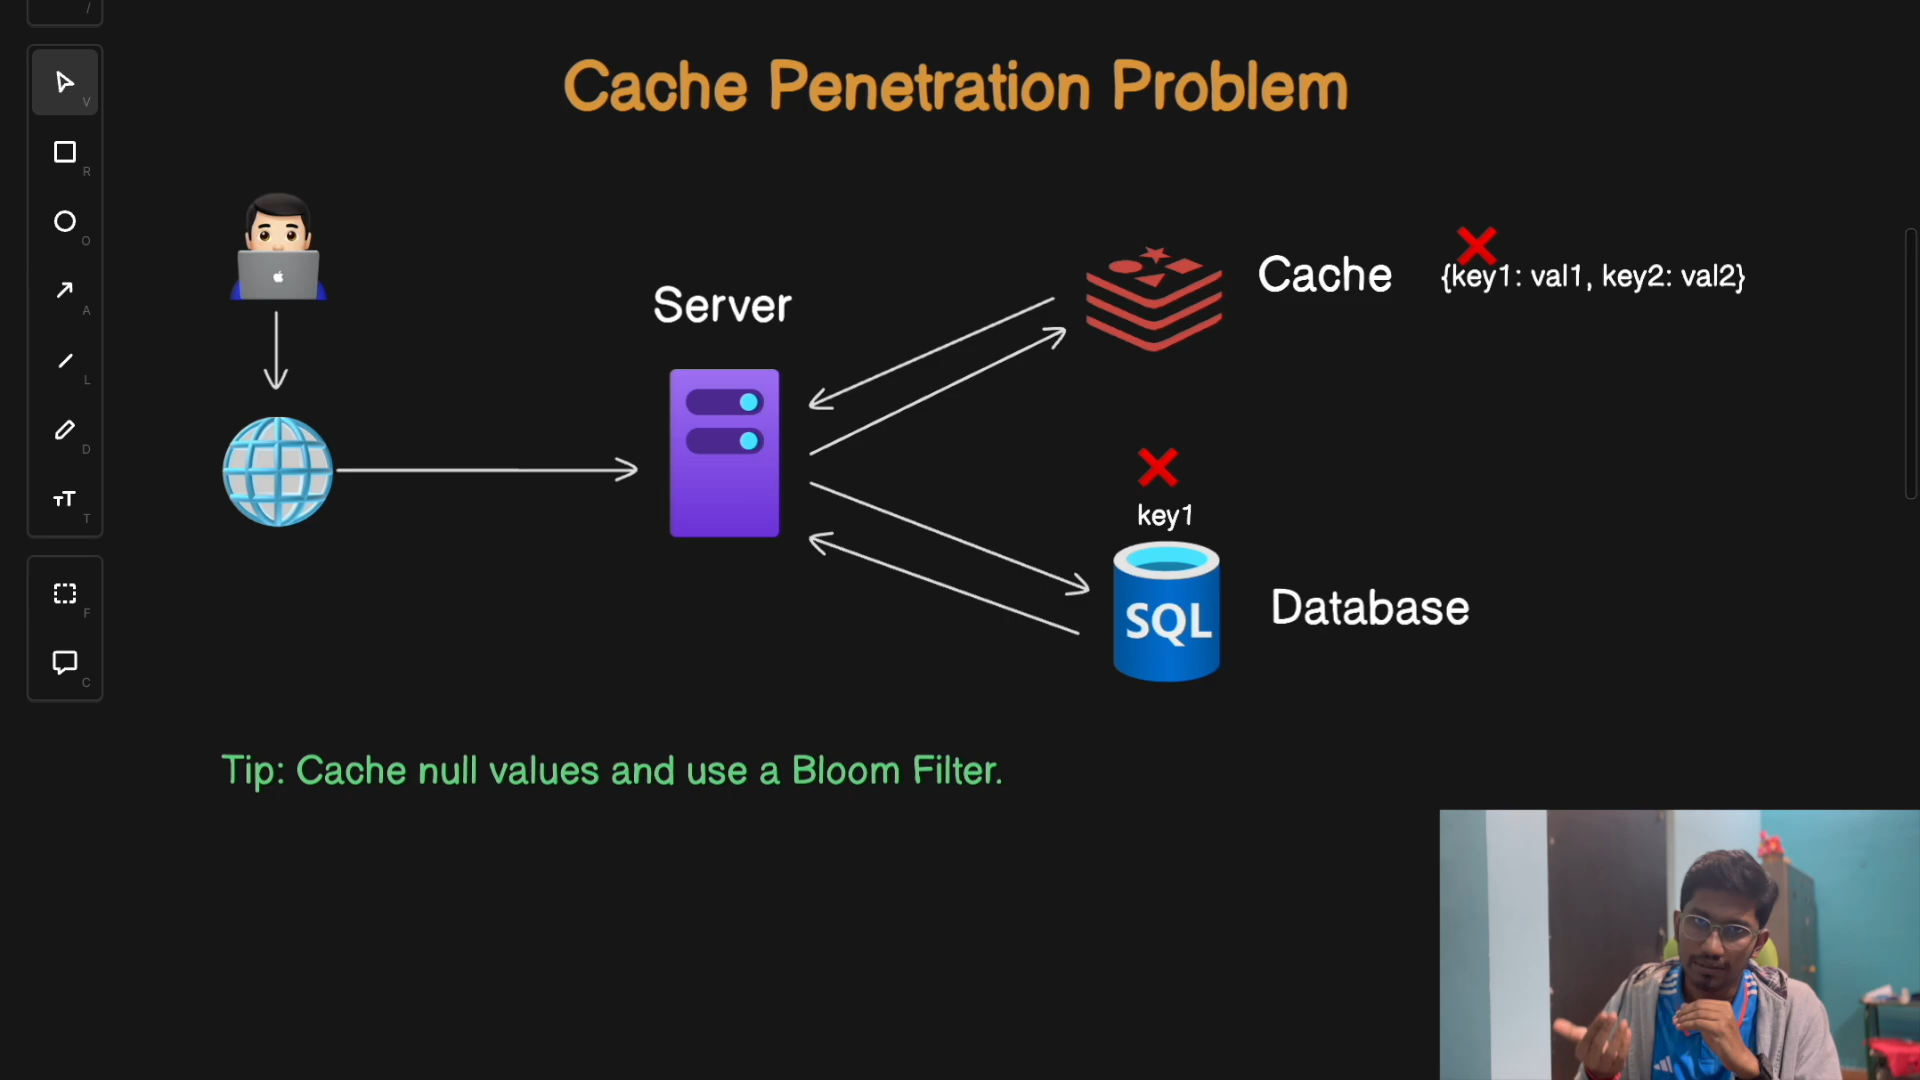 /
V
R
O
A
L
D
T
T
F
C
Cache Penetration Problem
Server
Cache
{key1: val1, key2: val2}
key1
SQL
Database
Tip: Cache null values and use a Bloom Filter.